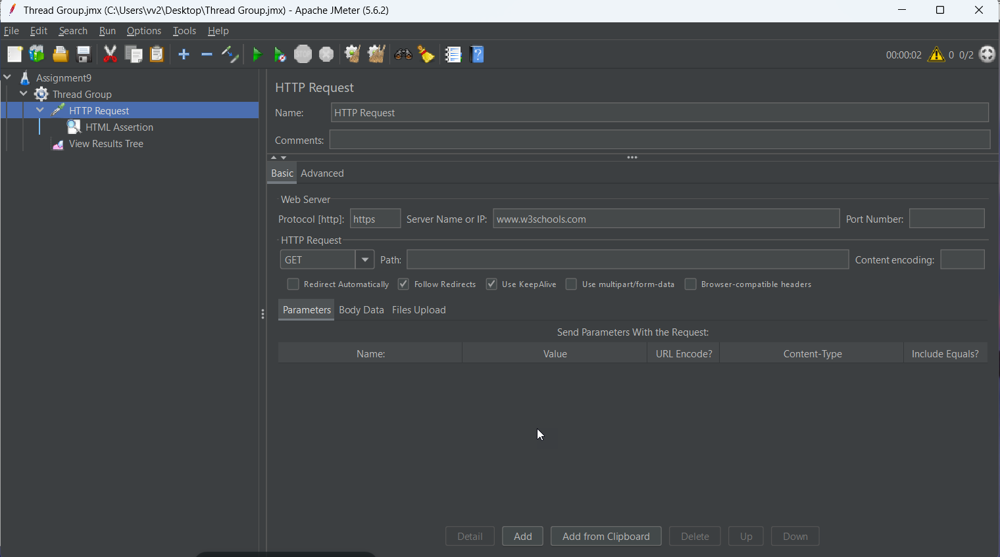 Thread Group.jmx (C:\Users\vv2\Desktop\Thread Group.jmx) - Apache JMeter (5.6.2)
File Edit Search Run Options Tools Help
STOP
00:00:02 0 0/2
Assignment9
Thread Group
HTTP Request
HTML Assertion
View Results Tree
HTTP Request
Name: HTTP Request
Comments:
Basic Advanced
Web Server
Protocol [http]: https Server Name or IP: www.w3schools.com Port Number:
HTTP Request
GET Path: Content encoding:
Redirect Automatically Follow Redirects Use KeepAlive Use multipart/form-data Browser-compatible headers
Parameters Body Data Files Upload
Send Parameters With the Request:
Name: Value URL Encode? Content-Type Include Equals?
Detail Add Add from Clipboard Delete Up Down